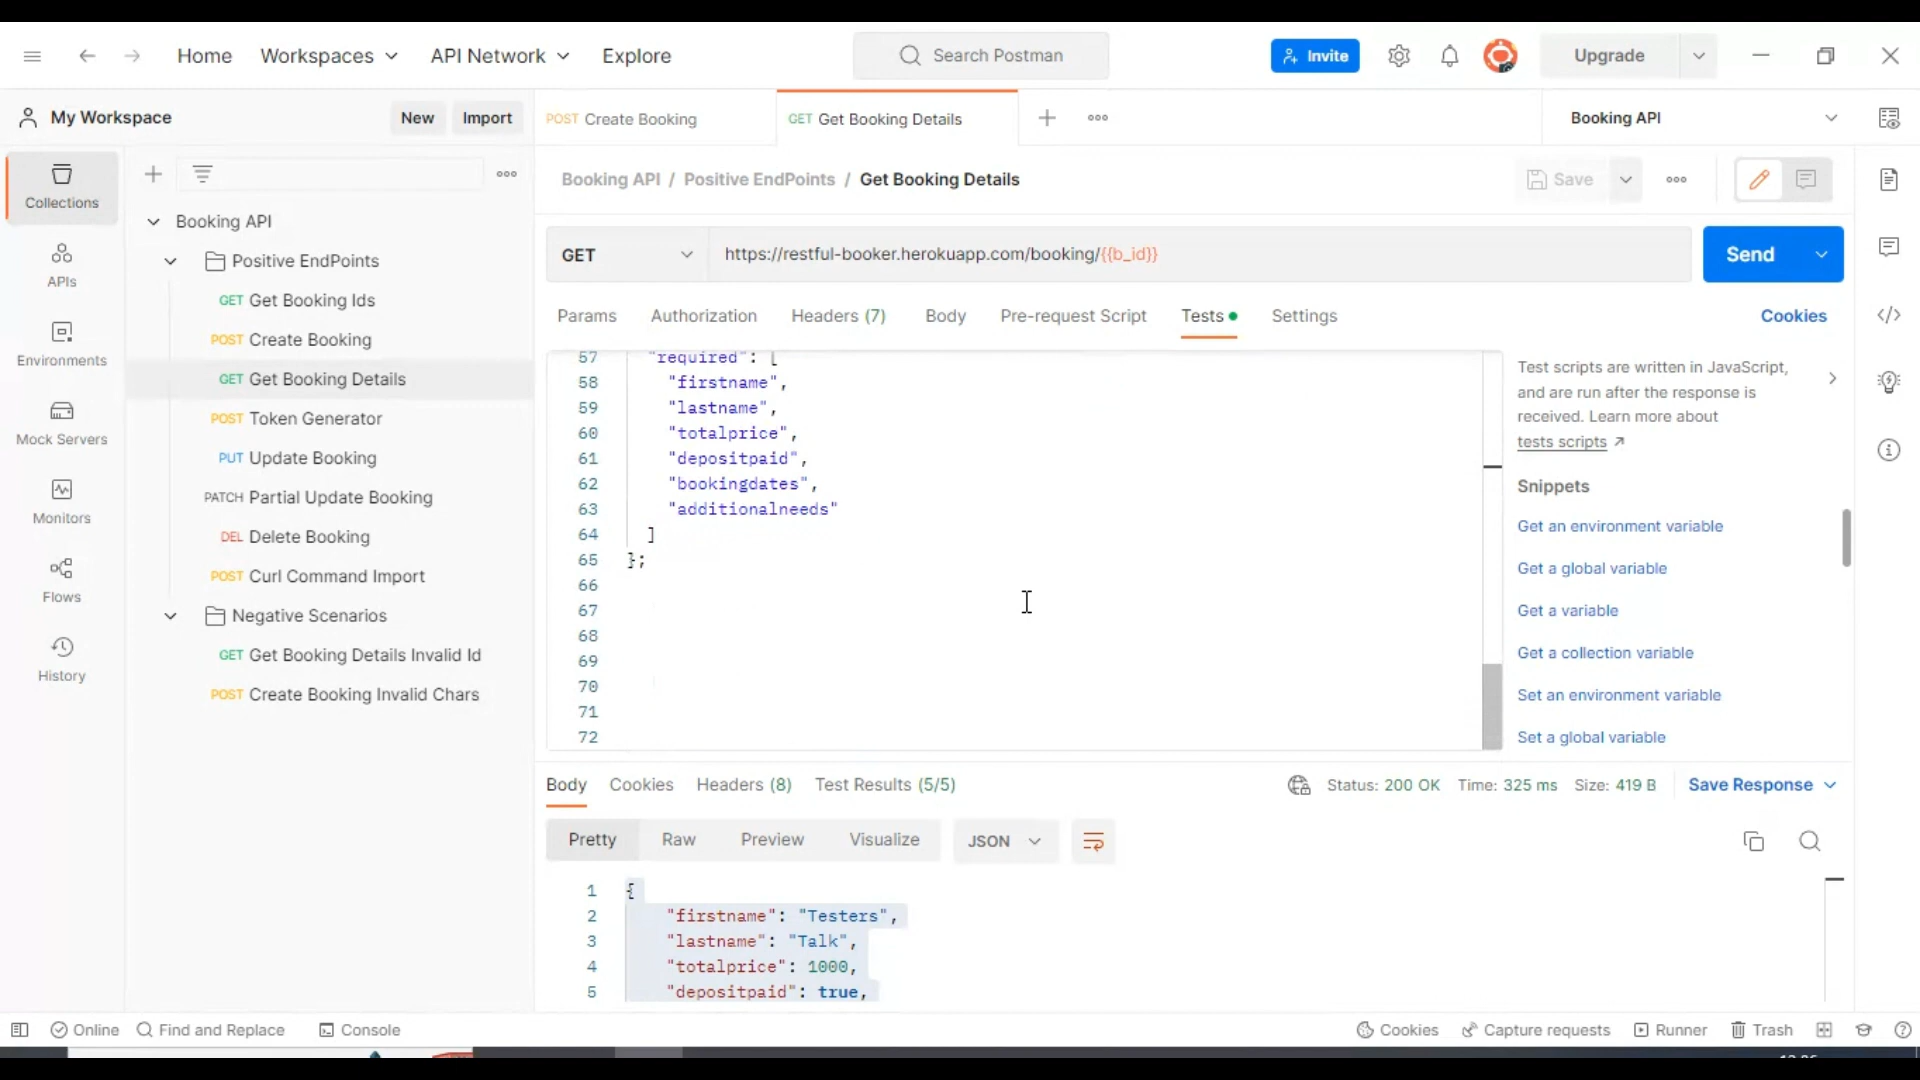 Home Workspaces API Network Explore Search Postman Invite Upgrade
My Workspace New Import POST Create Booking GET Get Booking Details Booking API
Booking API / Positive EndPoints / Get Booking Details Save
GET https://restful-booker.herokuapp.com/booking/{{b_id}} Send
Params Authorization Headers (7) Body Pre-request Script Tests Settings Cookies
Collections
APIs
Environments
Mock Servers
Monitors
Flows
History
Booking API
Positive EndPoints
GET Get Booking Ids
POST Create Booking
GET Get Booking Details
POST Token Generator
PUT Update Booking
PATCH Partial Update Booking
DEL Delete Booking
POST Curl Command Import
Negative Scenarios
GET Get Booking Details Invalid Id
POST Create Booking Invalid Chars
57 "required": [
58 "firstname",
59 "lastname",
60 "totalprice",
61 "depositpaid",
62 "bookingdates",
63 "additionalneeds"
64 ]
65 };
66
67
68
69
70
71
72
Test scripts are written in JavaScript,
and are run after the response is
received. Learn more about
tests scripts ↗
Snippets
Get an environment variable
Get a global variable
Get a variable
Get a collection variable
Set an environment variable
Set a global variable
Body Cookies Headers (8) Test Results (5/5) Status: 200 OK Time: 325 ms Size: 419 B Save Response
Pretty Raw Preview Visualize JSON
1 {
2 "firstname": "Testers",
3 "lastname": "Talk",
4 "totalprice": 1000,
5 "depositpaid": true,
Online Find and Replace Console Cookies Capture requests Runner Trash